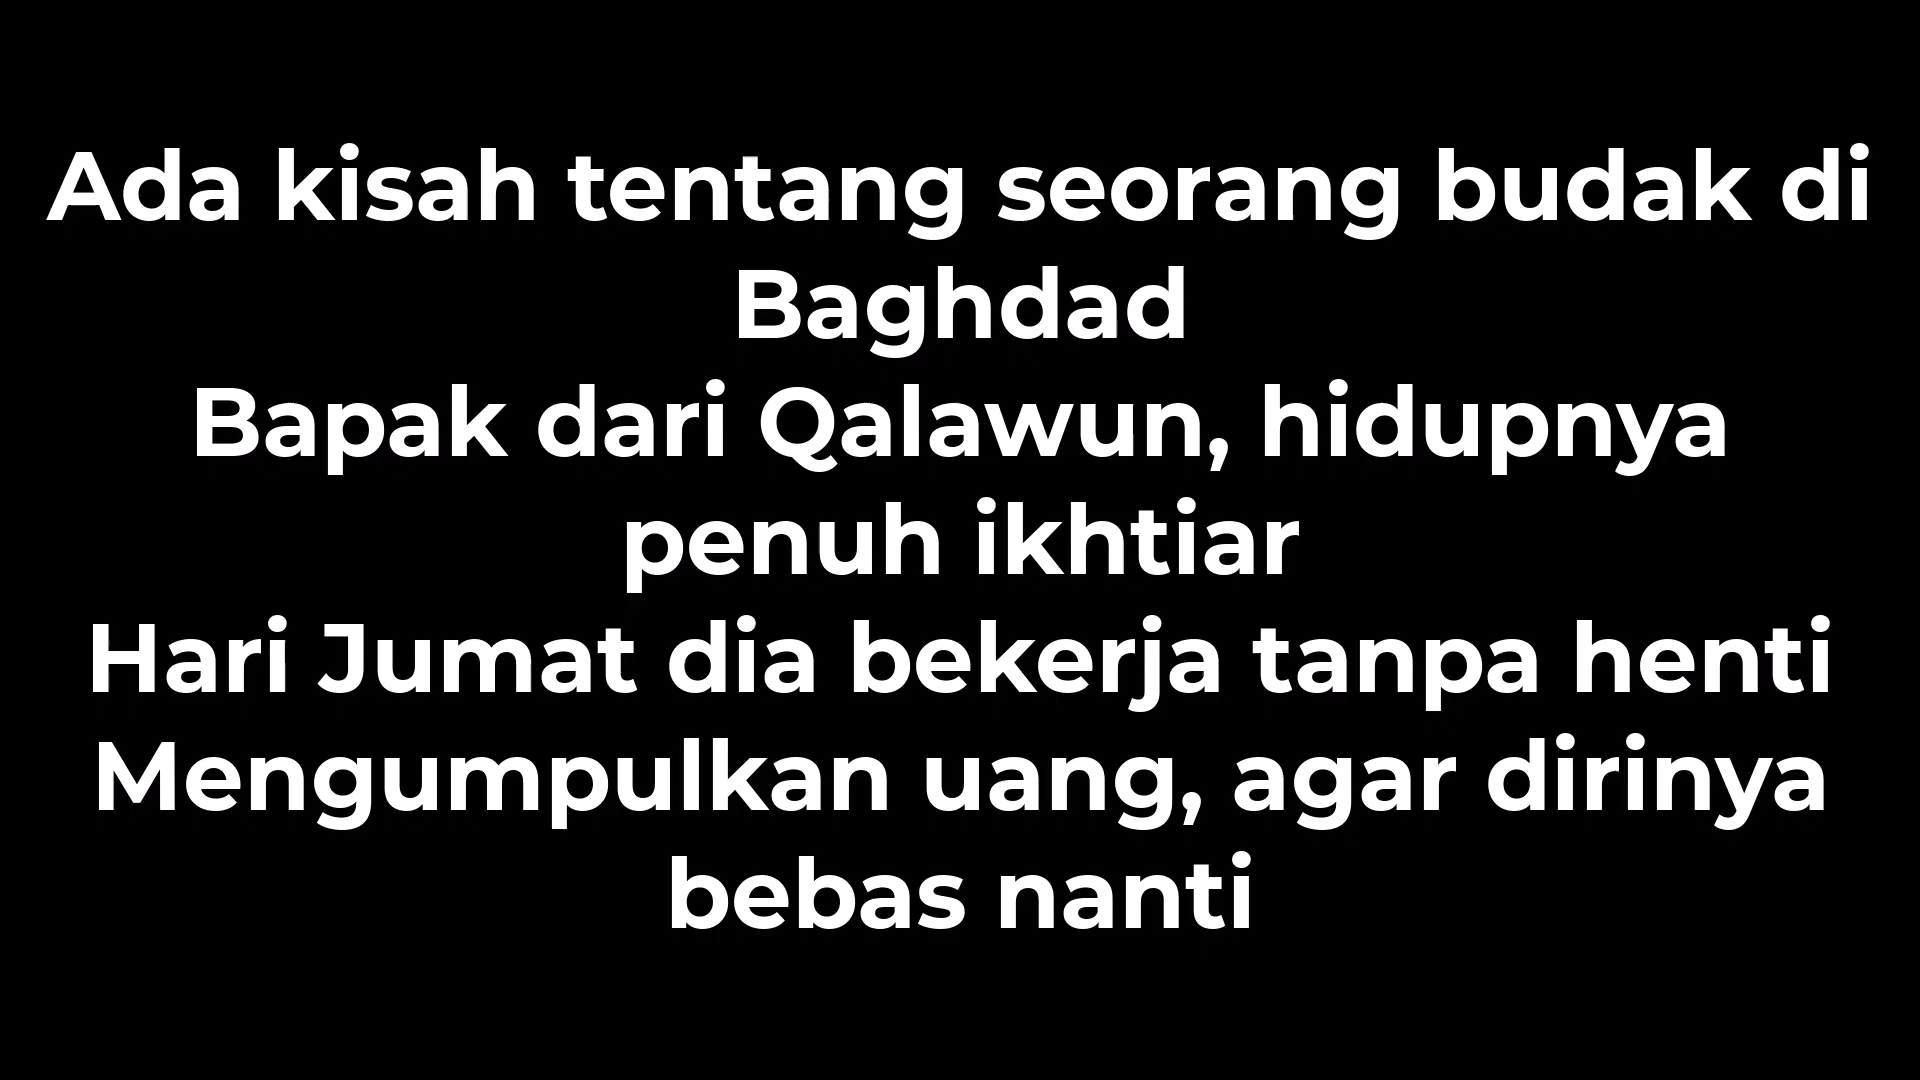 Ada kisah tentang seorang budak di
Baghdad
Bapak dari Qalawun, hidupnya
penuh ikhtiar
Hari Jumat dia bekerja tanpa henti
Mengumpulkan uang, agar dirinya
bebas nanti